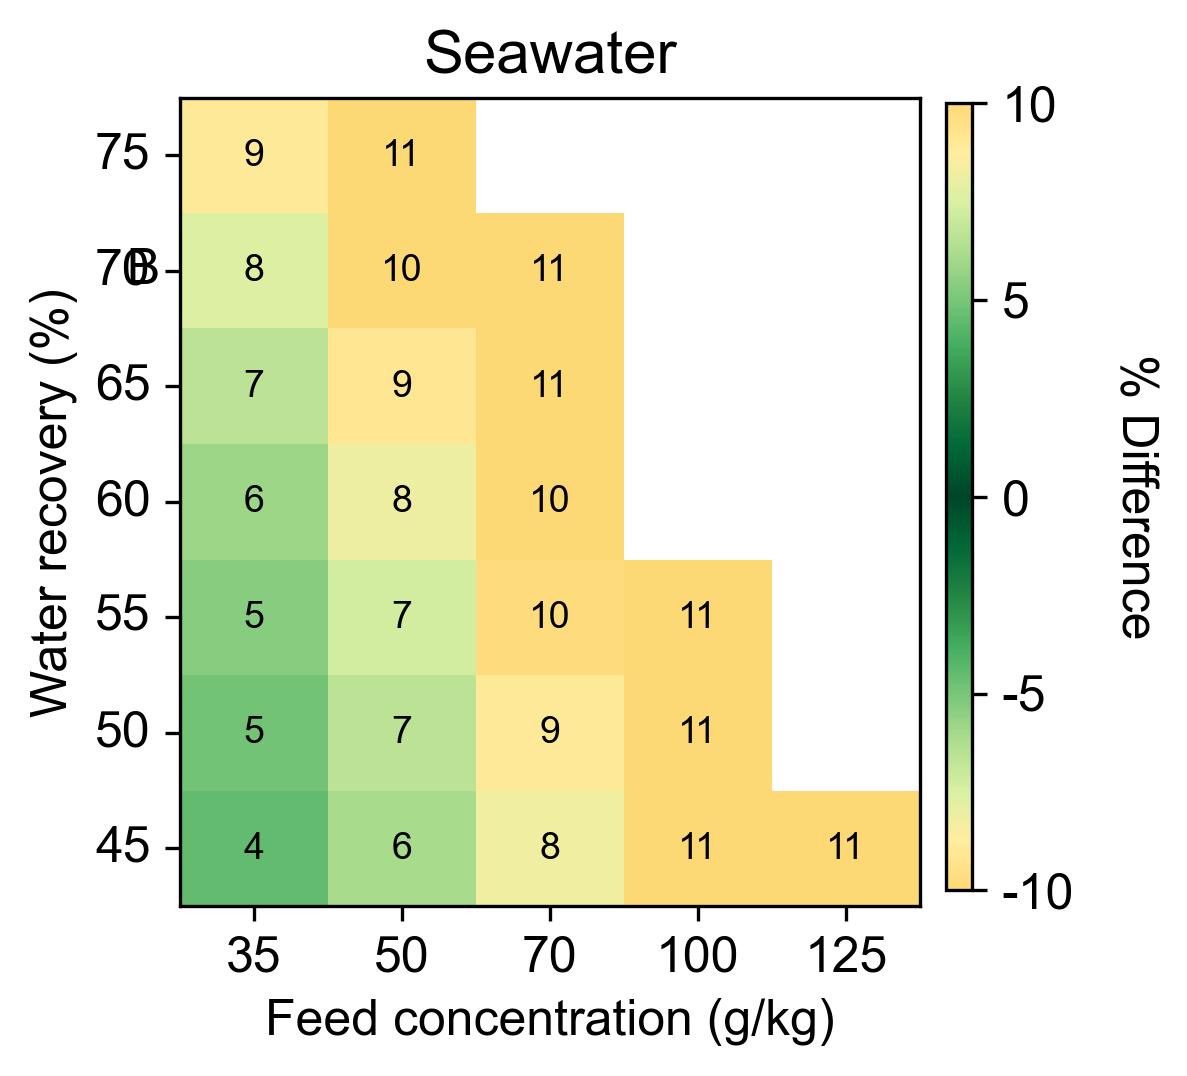 Seawater
75 9 11
70 B 8 10 11
65 7 9 11
60 6 8 10
55 5 7 10 11
50 5 7 9 11
45 4 6 8 11 11
35 50 70 100 125
Feed concentration (g/kg)
Water recovery (%)
10
5
0
-5
-10
% Difference